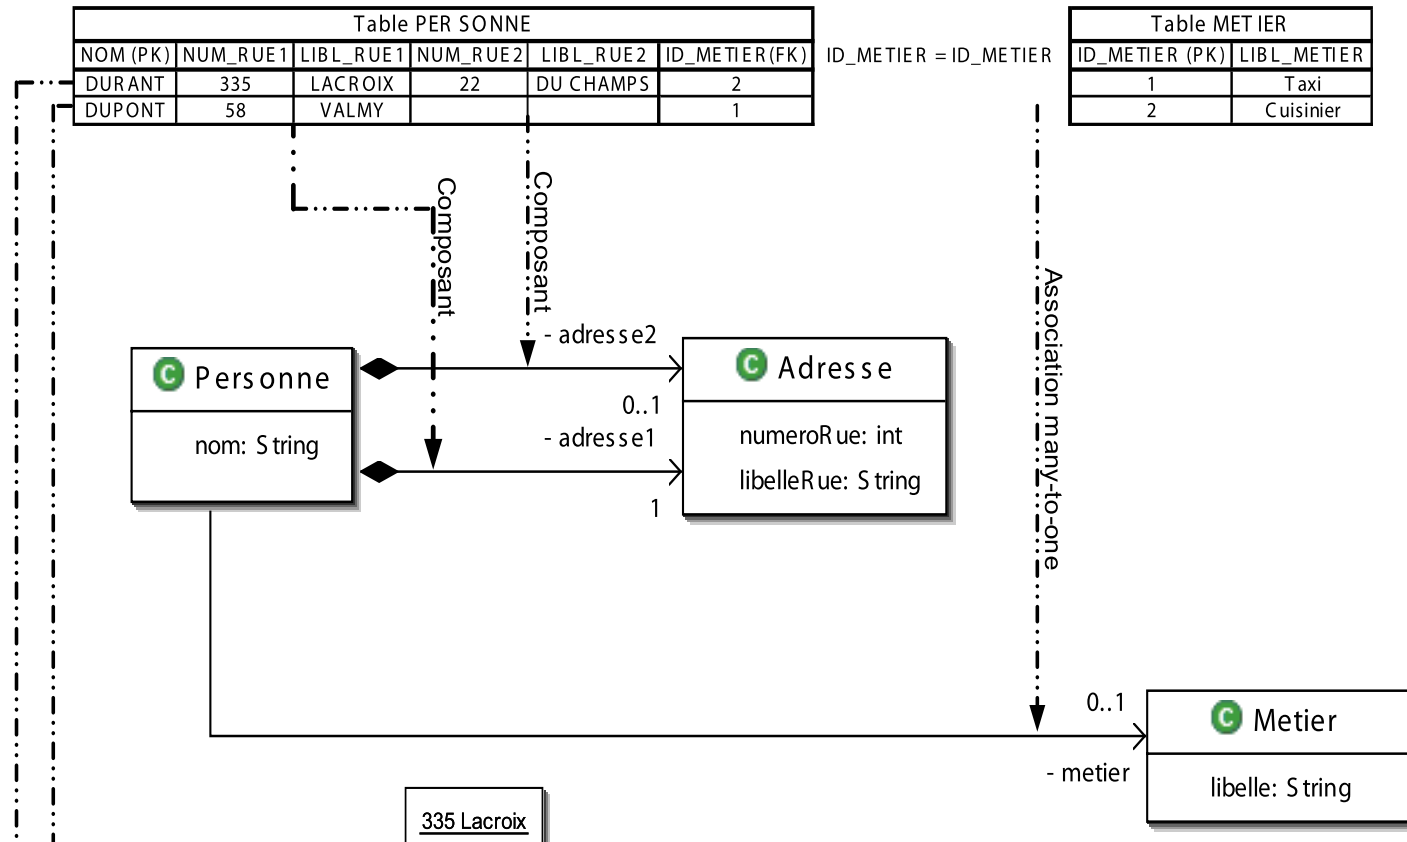 Table PERSONNE
NOM (PK) NUM_RUE1 LIBL_RUE1 NUM_RUE2 LIBL_RUE2 ID_METIER(FK)
DURANT 335 LACROIX 22 DU CHAMPS 2
DUPONT 58 VALMY 1
ID_METIER = ID_METIER
Table METIER
ID_METIER (PK) LIBL_METIER
1 Taxi
2 Cuisinier
Composant
Composant
Association many-to-one
C Personne
nom: String
- adresse2
0..1
- adresse1
1
C Adresse
numeroRue: int
libelleRue: String
0..1
- metier
C Metier
libelle: String
335 Lacroix